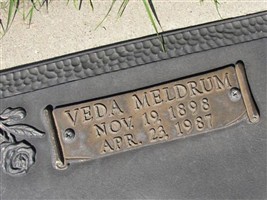 VEDA MELDRUM
NOV. 19, 1898
APR. 23, 1987